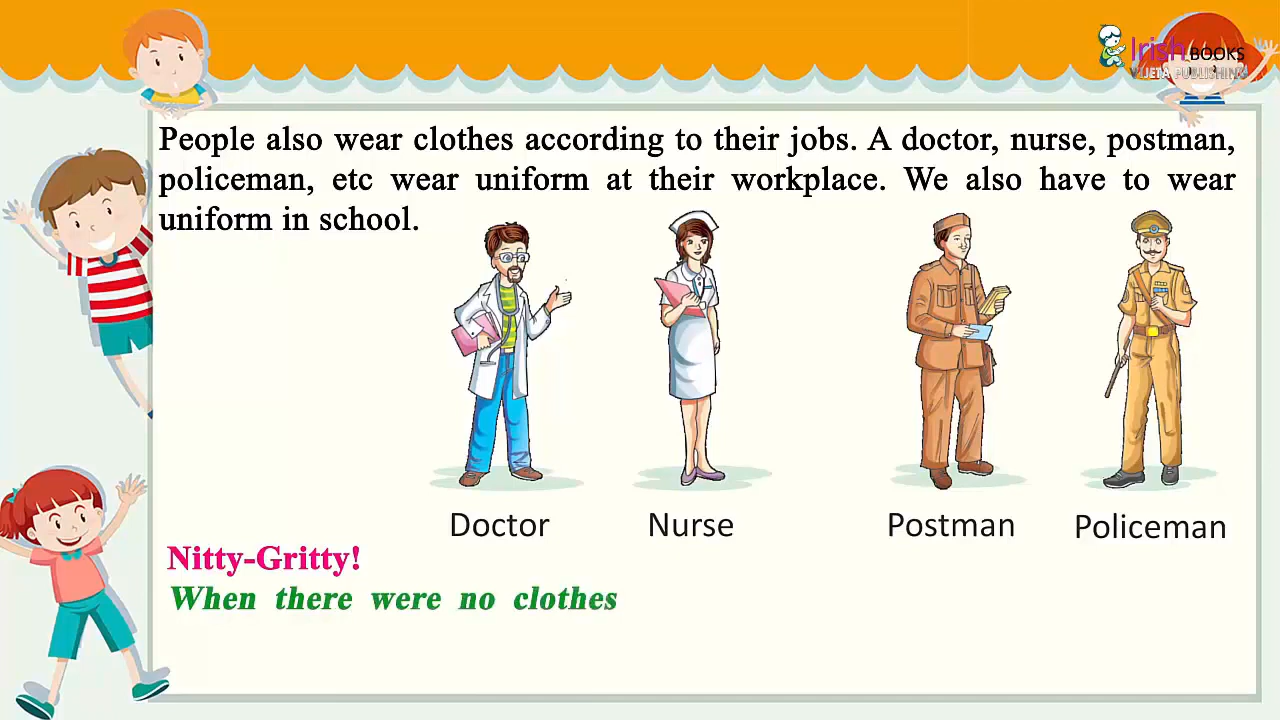 Irish BOOKS
VIJETA PUBLISHING
People also wear clothes according to their jobs. A doctor, nurse, postman,
policeman, etc wear uniform at their workplace. We also have to wear
uniform in school.
Doctor Nurse Postman Policeman
Nitty-Gritty!
When there were no clothes